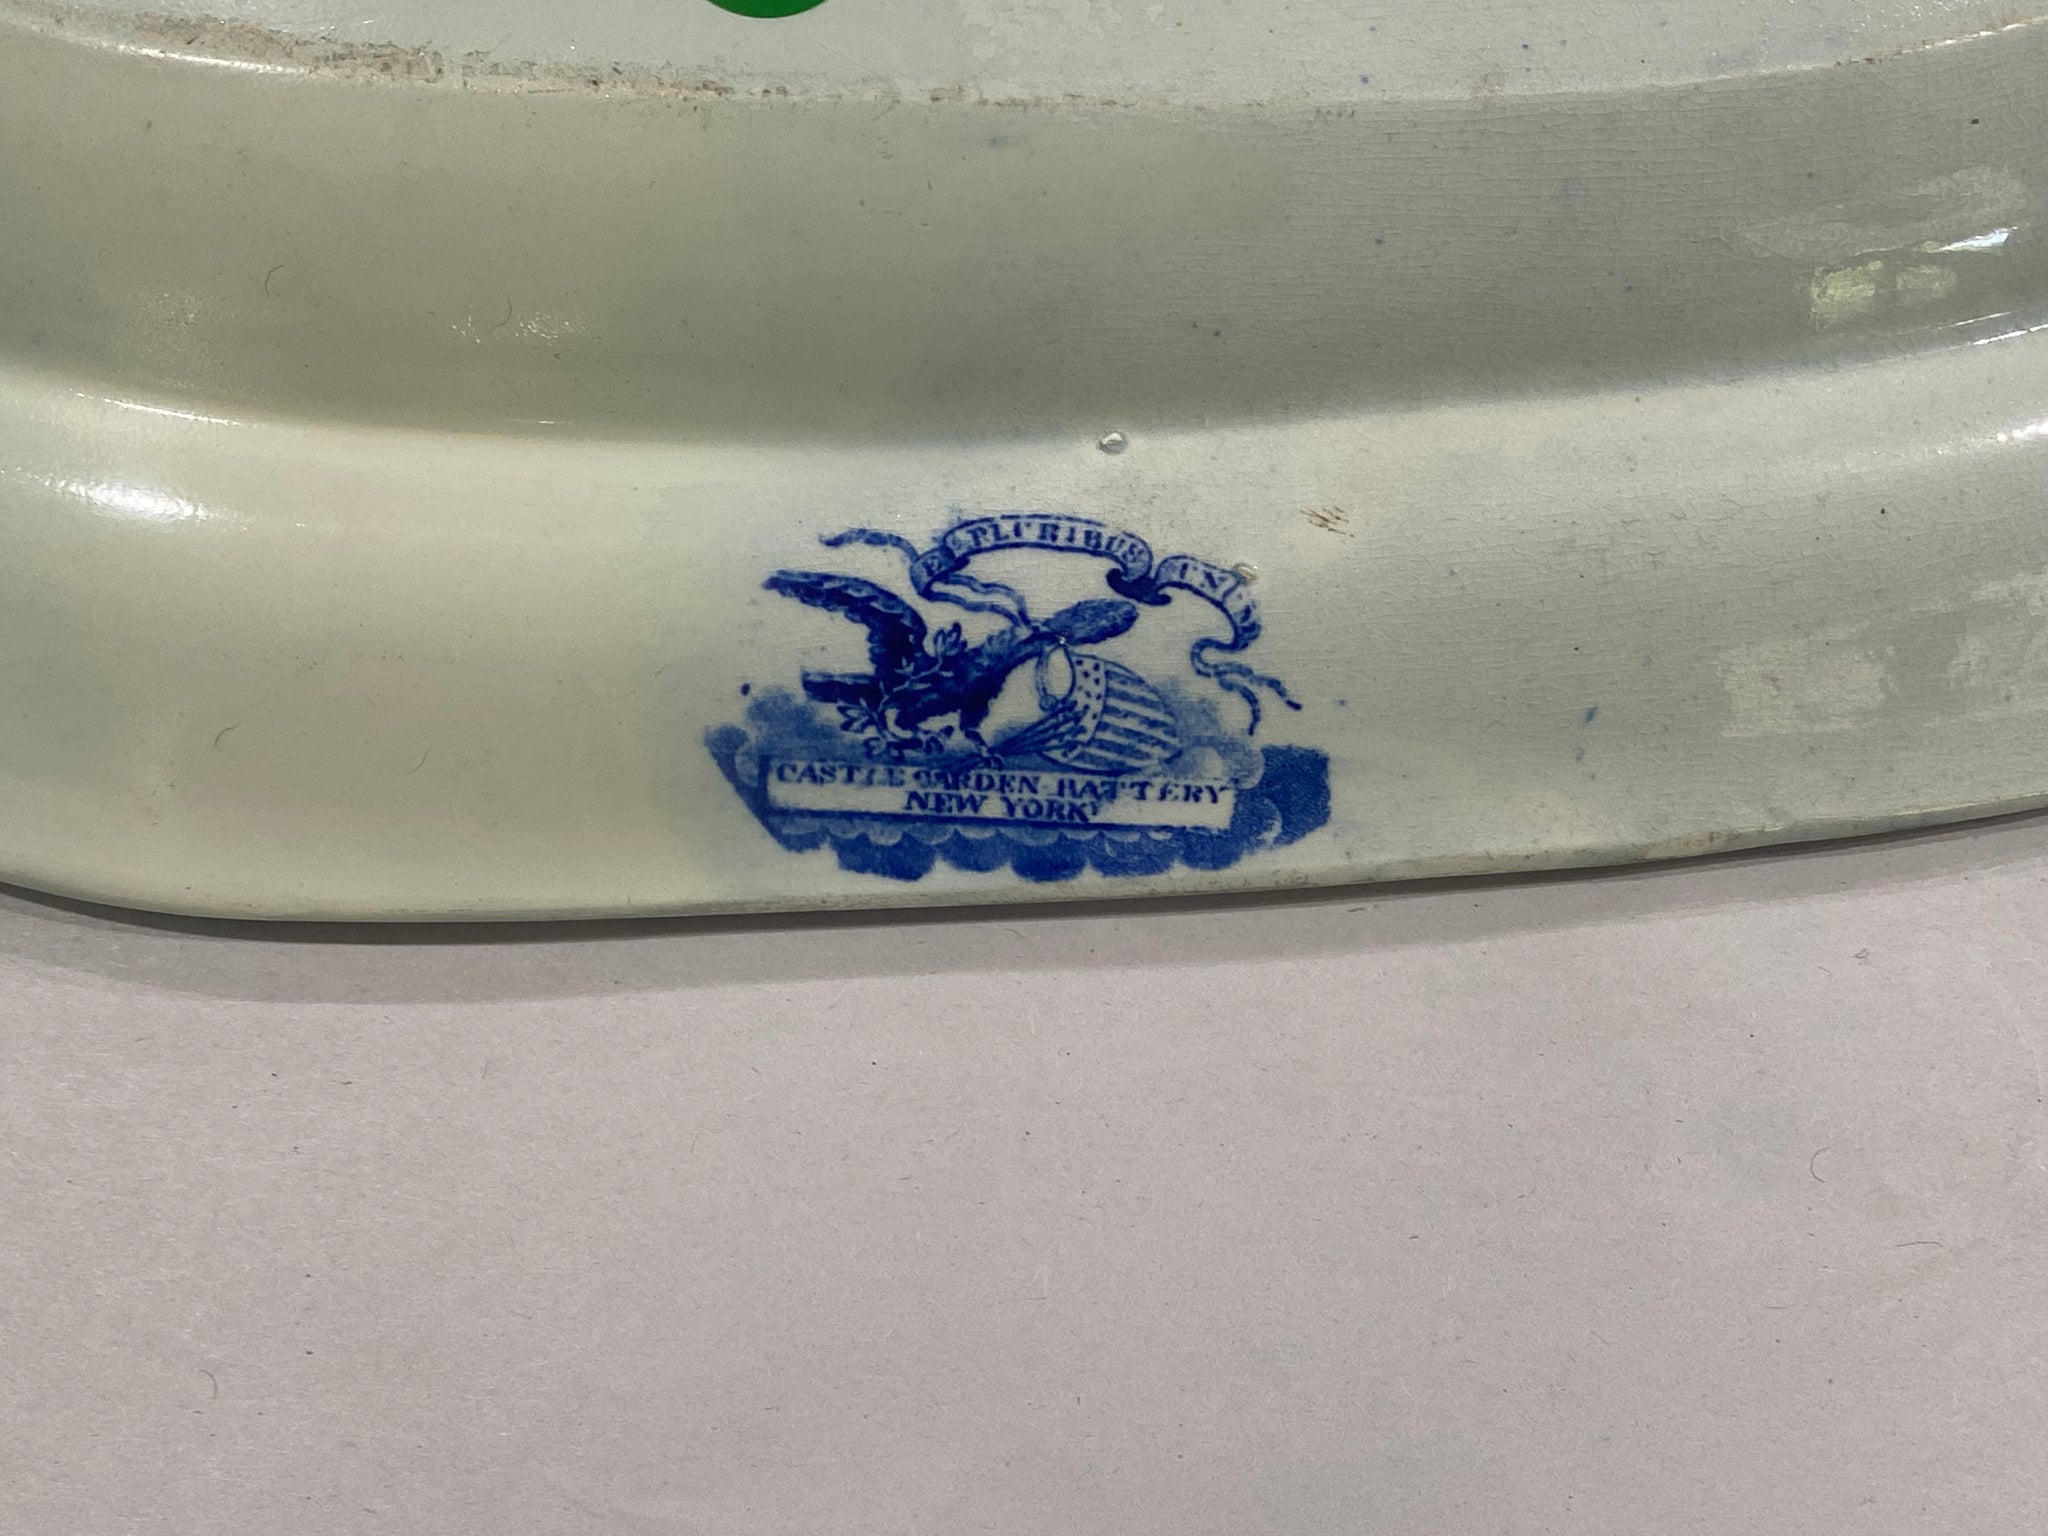 E PLURIBUS UNUM
CASTLE GARDEN BATTERY
NEW YORK